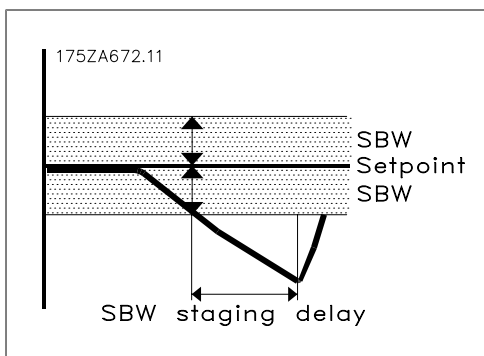 175ZA672.11
SBW
Setpoint
SBW
SBW staging delay